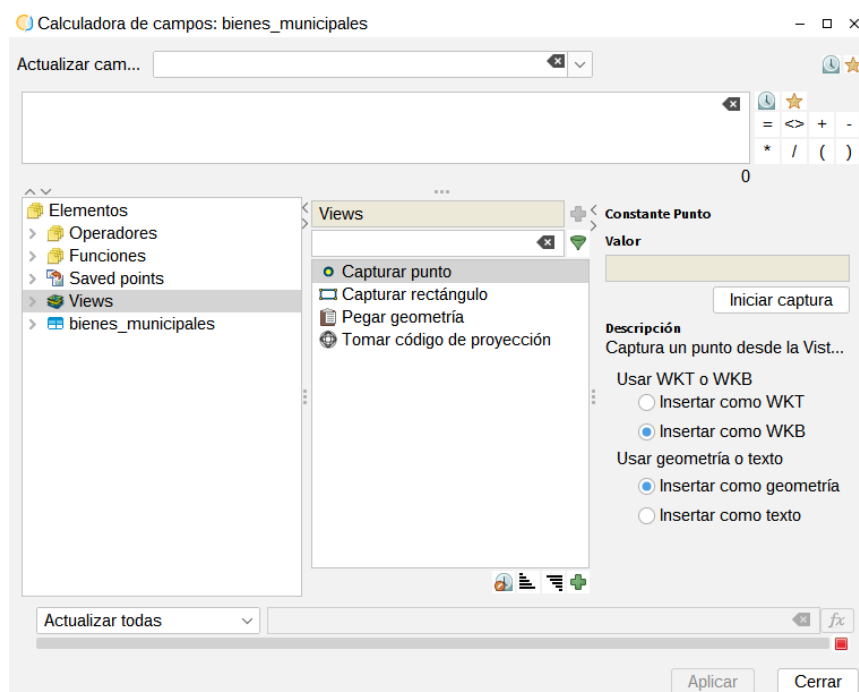 Calculadora de campos: bienes_municipales
Actualizar cam...
= <> + -
* / ( )
0
Elementos
Operadores
Funciones
Saved points
Views
bienes_municipales
Views
Capturar punto
Capturar rectángulo
Pegar geometría
Tomar código de proyección
Constante Punto
Valor
Iniciar captura
Descripción
Captura un punto desde la Vist...
Usar WKT o WKB
Insertar como WKT
Insertar como WKB
Usar geometría o texto
Insertar como geometría
Insertar como texto
Actualizar todas
fx
Aplicar
Cerrar